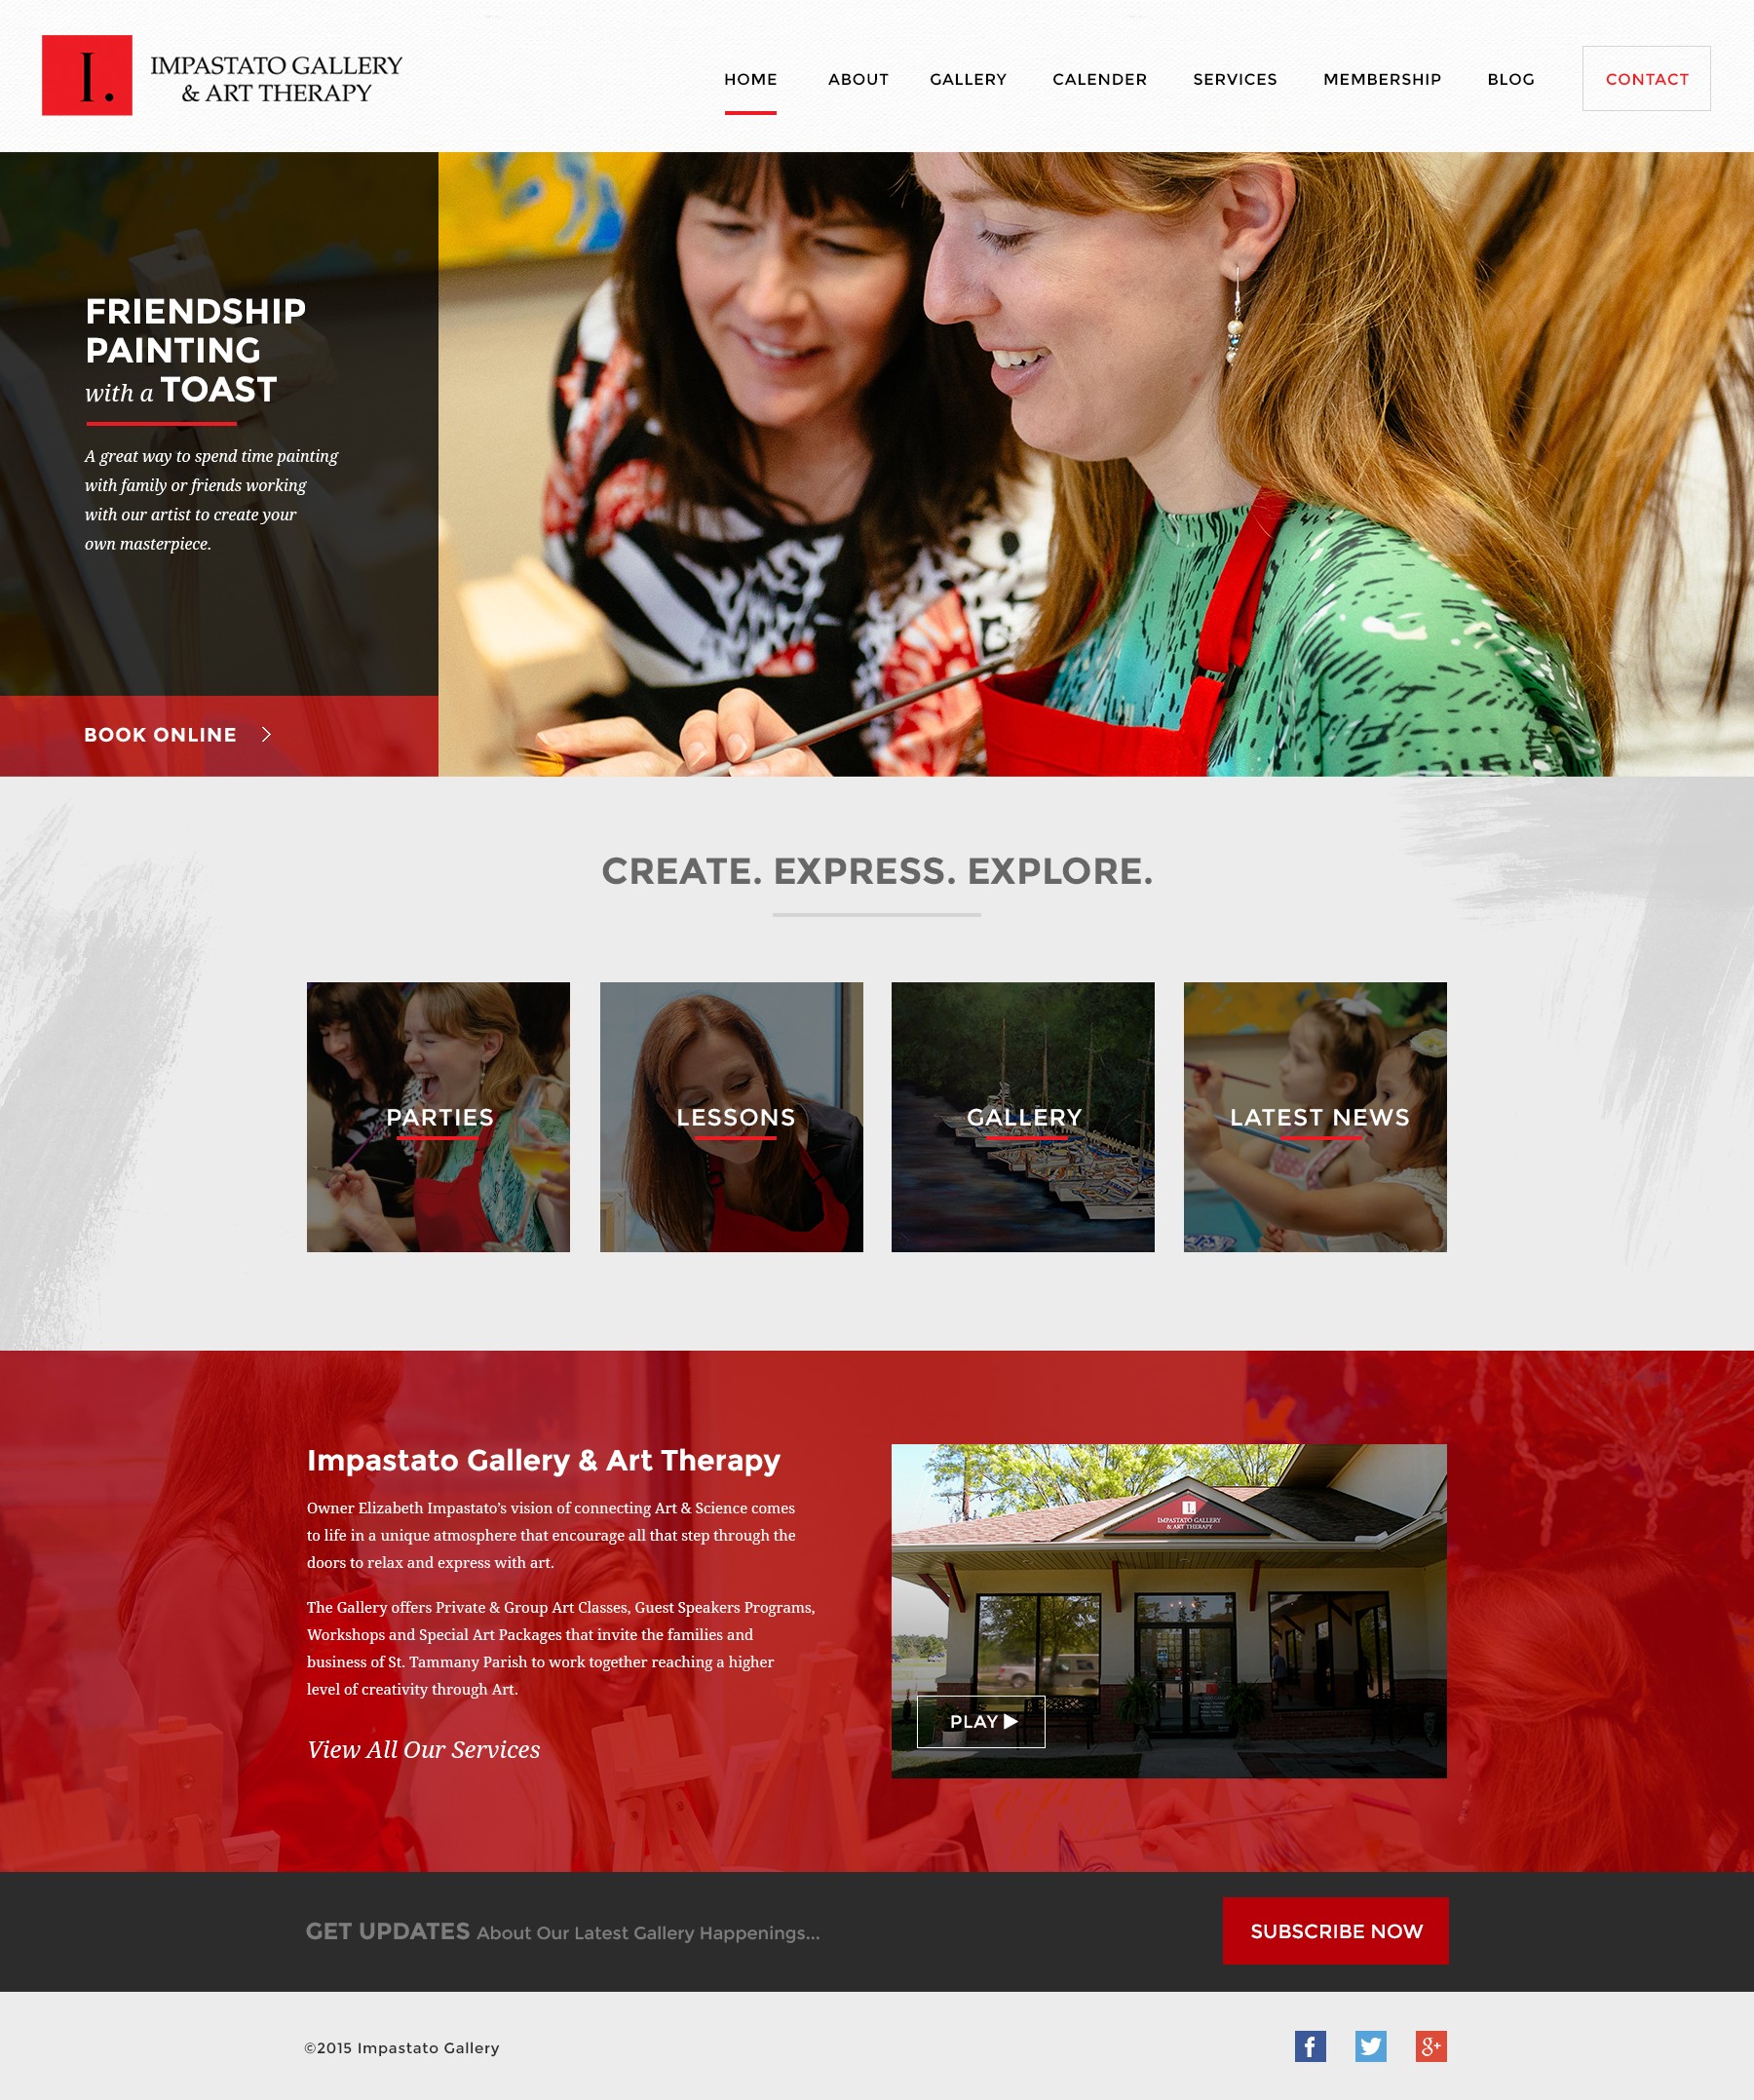 I.
IMPASTATO GALLERY
& ART THERAPY
HOME ABOUT GALLERY CALENDER SERVICES MEMBERSHIP BLOG CONTACT
FRIENDSHIP
PAINTING
with a TOAST
A great way to spend time painting
with family or friends working
with our artist to create your
own masterpiece.
BOOK ONLINE
CREATE. EXPRESS. EXPLORE.
PARTIES
LESSONS
GALLERY
LATEST NEWS
Impastato Gallery & Art Therapy
Owner Elizabeth Impastato's vision of connecting Art & Science comes
to life in a unique atmosphere that encourage all that step through the
doors to relax and express with art.
The Gallery offers Private & Group Art Classes, Guest Speakers Programs,
Workshops and Special Art Packages that invite the families and
business of St. Tammany Parish to work together reaching a higher
level of creativity through Art.
View All Our Services
I.
IMPASTATO GALLERY
& ART THERAPY
PLAY
GET UPDATES About Our Latest Gallery Happenings...
SUBSCRIBE NOW
©2015 Impastato Gallery
f
g+